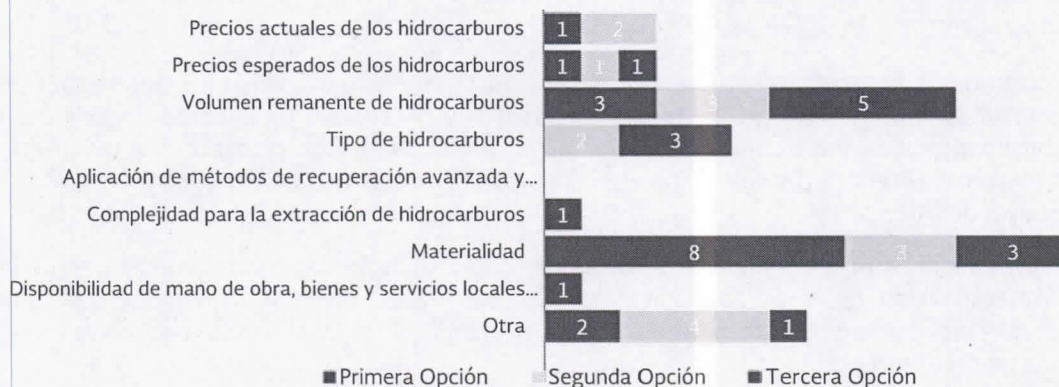 Precios actuales de los hidrocarburos 1 2
Precios esperados de los hidrocarburos 1 1 1
Volumen remanente de hidrocarburos 3 3 5
Tipo de hidrocarburos 2 3
Aplicación de métodos de recuperación avanzada y...
Complejidad para la extracción de hidrocarburos 1
Materialidad 8 3 3
Disponibilidad de mano de obra, bienes y servicios locales... 1
Otra 2 4 1
Primera Opción Segunda Opción Tercera Opción